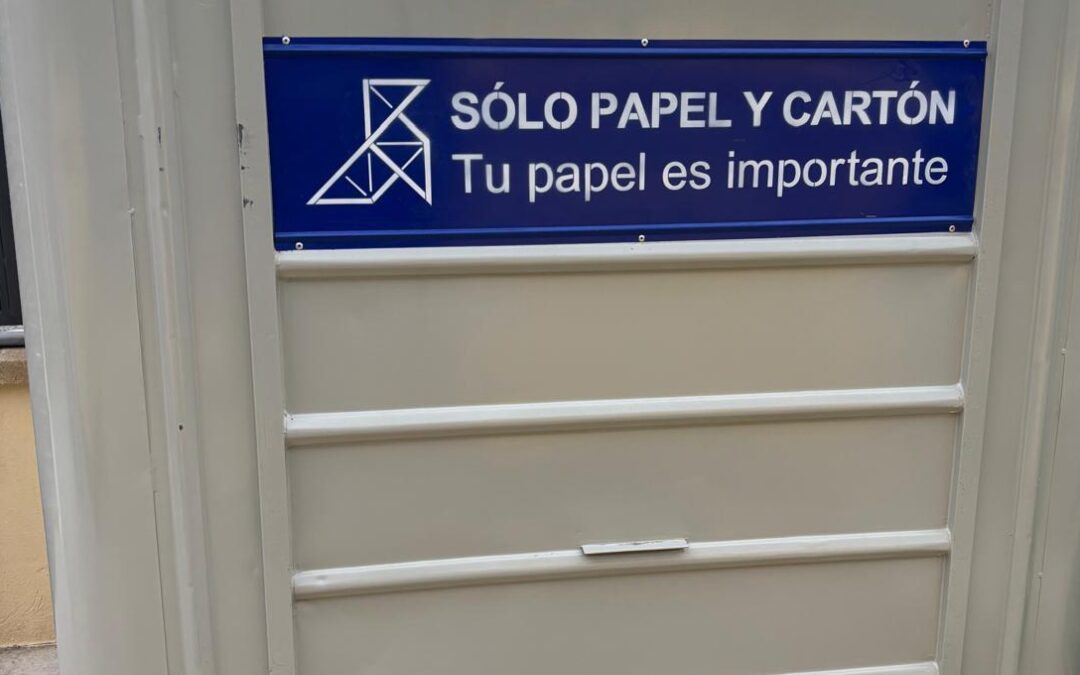 SÓLO PAPEL Y CARTÓN
Tu papel es importante